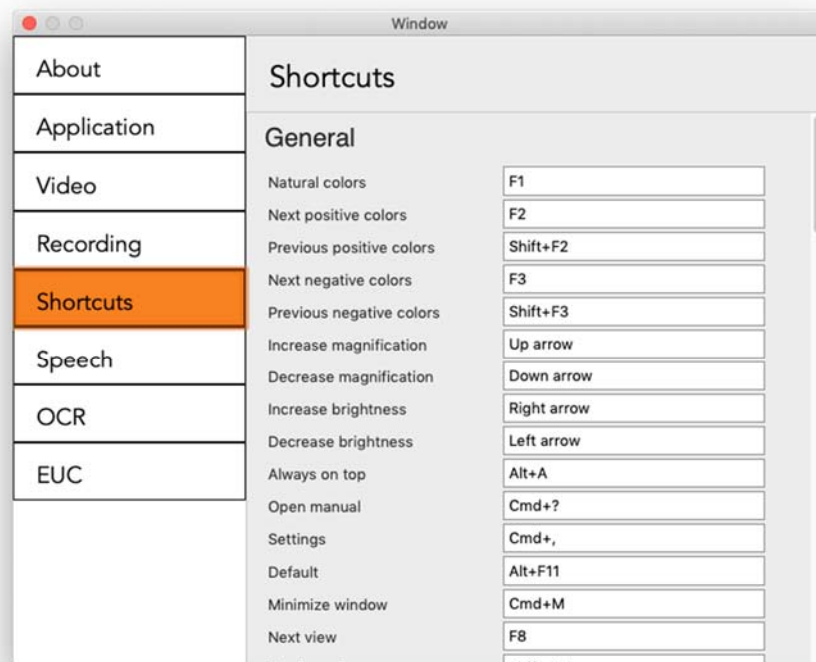 Window
About
Application
Video
Recording
Shortcuts
Speech
OCR
EUC
Shortcuts
General
Natural colors F1
Next positive colors F2
Previous positive colors Shift+F2
Next negative colors F3
Previous negative colors Shift+F3
Increase magnification Up arrow
Decrease magnification Down arrow
Increase brightness Right arrow
Decrease brightness Left arrow
Always on top Alt+A
Open manual Cmd+?
Settings Cmd+,
Default Alt+F11
Minimize window Cmd+M
Next view F8